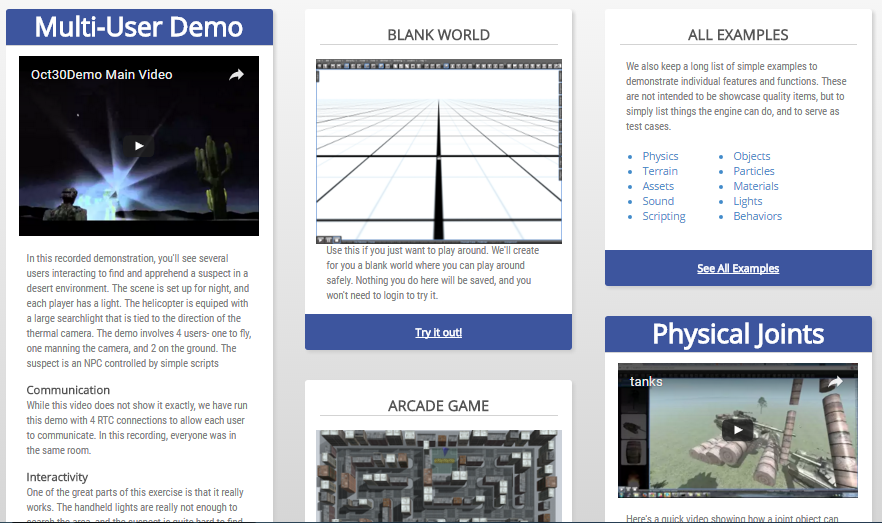 Multi-User Demo
Oct30Demo Main Video
In this recorded demonstration, you'll see several
users interacting to find and apprehend a suspect in a
desert environment. The scene is set up for night, and
each player has a light. The helicopter is equiped with
a large searchlight that is tied to the direction of the
thermal camera. The demo involves 4 users- one to fly,
one manning the camera, and 2 on the ground. The
suspect is an NPC controlled by simple scripts
Communication
While this video does not show it exactly, we have run
this demo with 4 RTC connections to allow each user
to communicate. In this recording, everyone was in
the same room.
Interactivity
One of the great parts of this exercise is that it really
works. The handheld lights are really not enough to
search the area, and the suspect is quite hard to find
BLANK WORLD
Use this if you just want to play around. We'll create
for you a blank world where you can play around
safely. Nothing you do here will be saved, and you
won't need to login to try it.
Try it out!
ARCADE GAME
ALL EXAMPLES
We also keep a long list of simple examples to
demonstrate individual features and functions. These
are not intended to be showcase quality items, but to
simply list things the engine can do, and to serve as
test cases.
Physics
Terrain
Assets
Sound
Scripting
Objects
Particles
Materials
Lights
Behaviors
See All Examples
Physical Joints
tanks
Here's a quick video showing how a joint object can